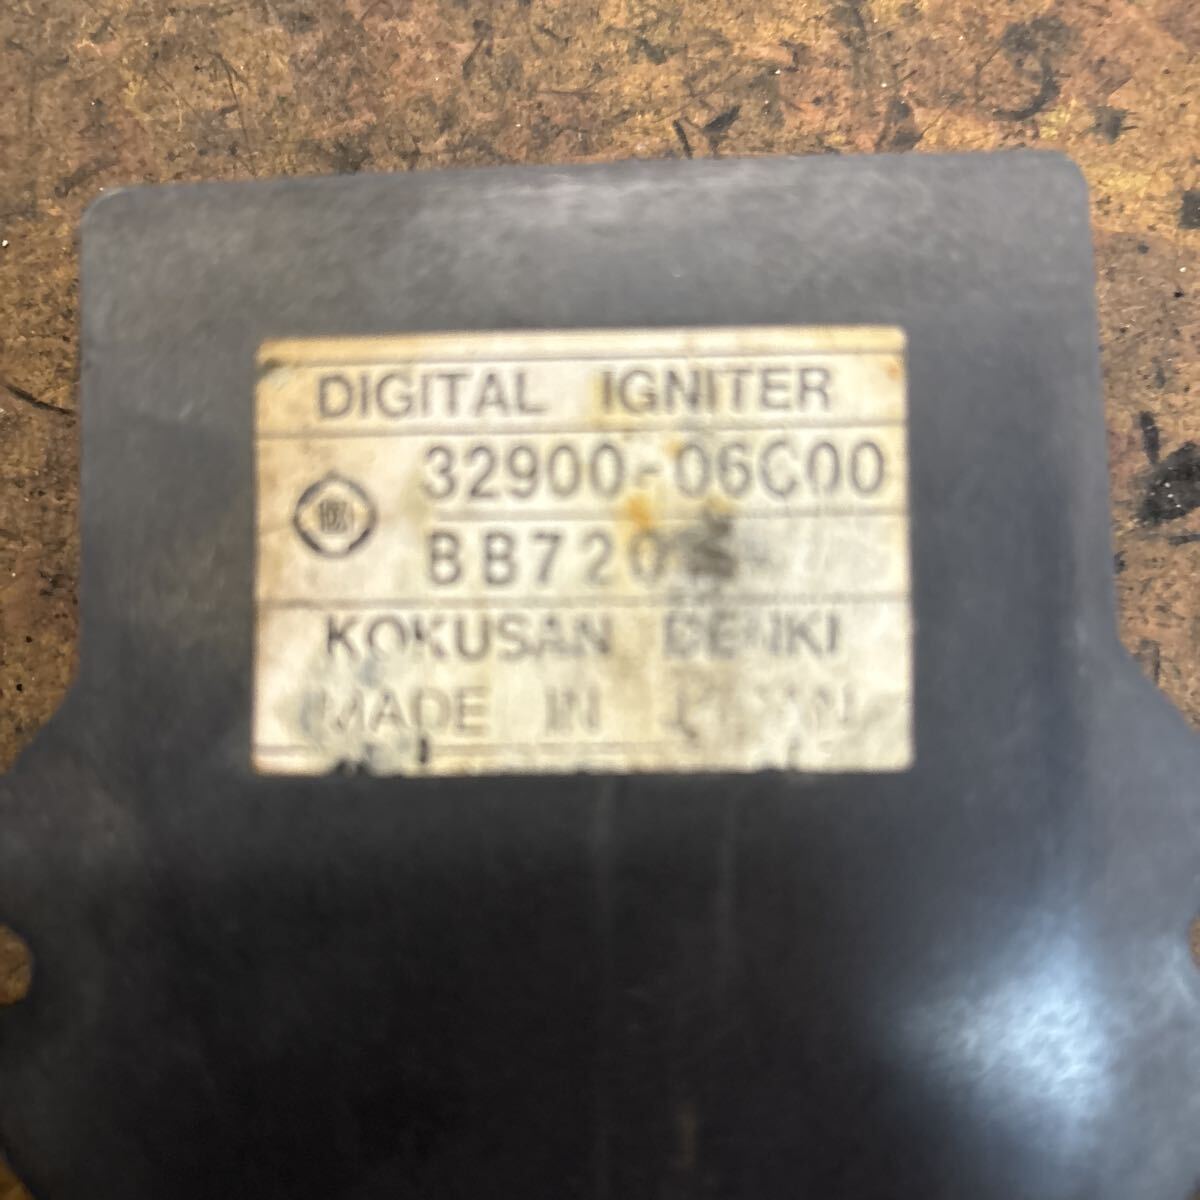 DIGITAL IGNITER
32900-06C00
BB720
KOKUSAN DENKI
MADE IN